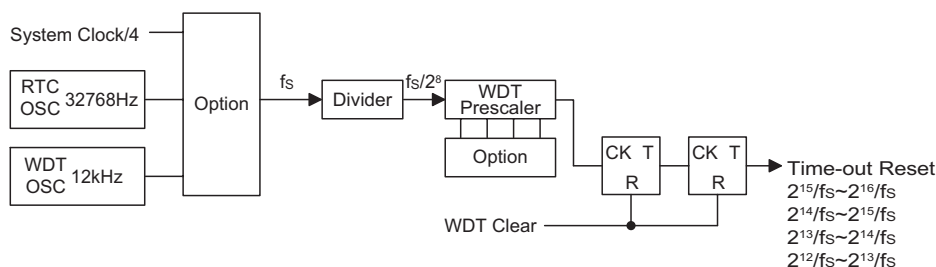 System Clock/4
RTC
OSC 32768Hz
WDT
OSC 12kHz
Option
fS
Divider
fS/2⁸
WDT
Prescaler
Option
CK T
R
CK T
R
WDT Clear
Time-out Reset
2¹⁵/fS~2¹⁶/fS
2¹⁴/fS~2¹⁵/fS
2¹³/fS~2¹⁴/fS
2¹²/fS~2¹³/fS